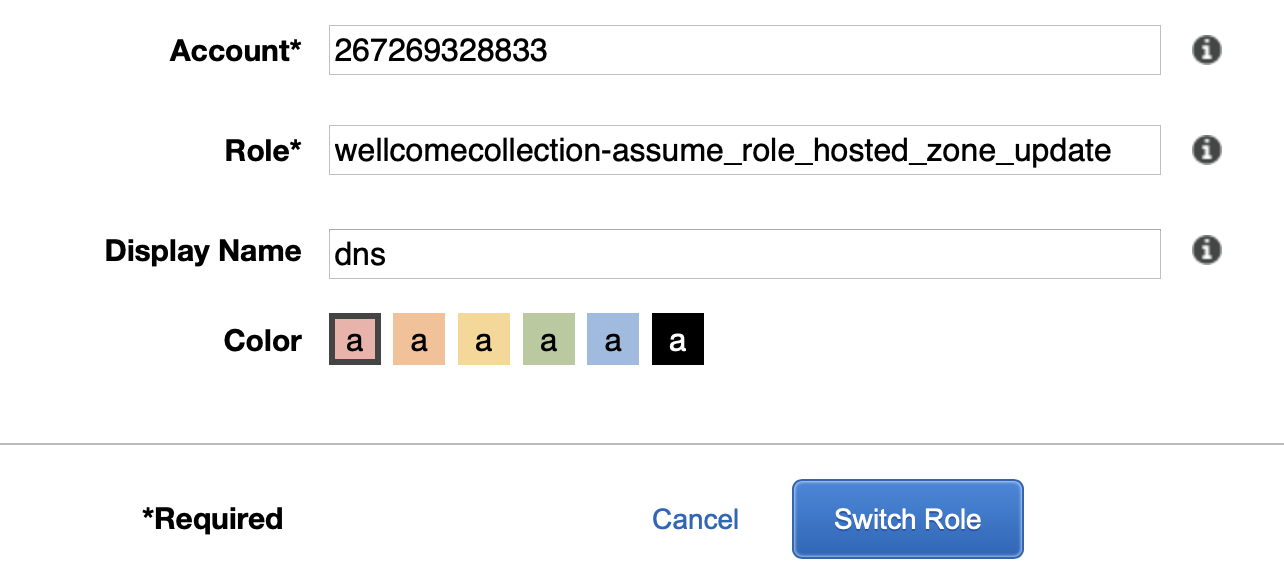 Account* 267269328833
Role* wellcomecollection-assume_role_hosted_zone_update
Display Name dns
Color a a a a a a
*Required Cancel Switch Role